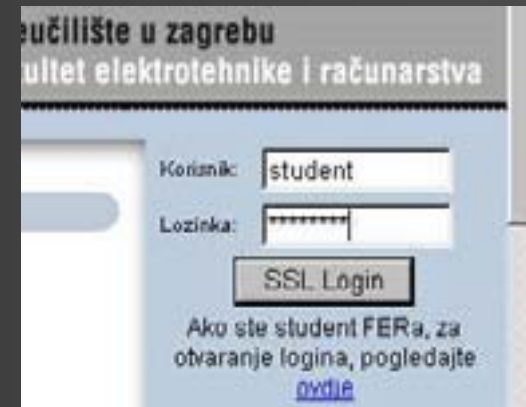 eučilište u zagrebu
ultet elektrotehnike i računarstva
Korisnik: student
Lozinka: ********
SSL Login
Ako ste student FERa, za
otvaranje logina, pogledajte
ovdje